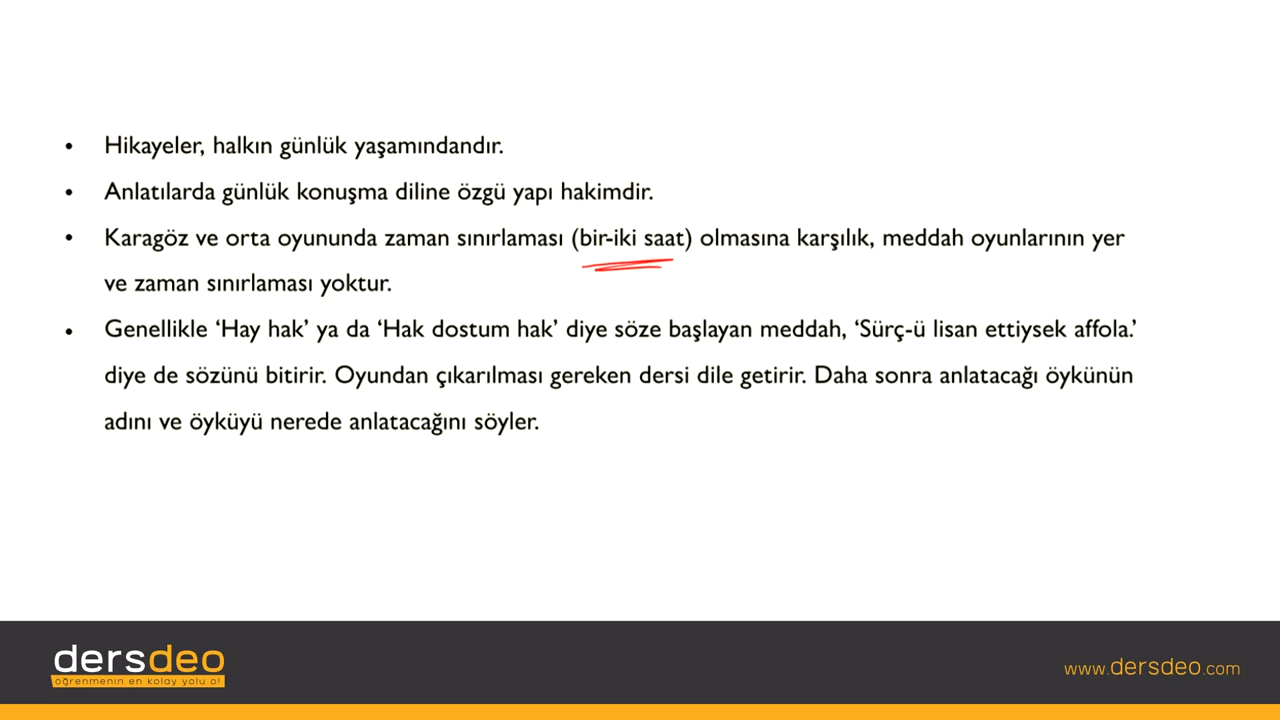 • Hikayeler, halkın günlük yaşamındandır.
• Anlatılarda günlük konuşma diline özgü yapı hakimdir.
• Karagöz ve orta oyununda zaman sınırlaması (bir-iki saat) olmasına karşılık, meddah oyunlarının yer
ve zaman sınırlaması yoktur.
• Genellikle ‘Hay hak’ ya da ‘Hak dostum hak’ diye söze başlayan meddah, ‘Sürç-ü lisan ettiysek affola.’
diye de sözünü bitirir. Oyundan çıkarılması gereken dersi dile getirir. Daha sonra anlatacağı öykünün
adını ve öyküyü nerede anlatacağını söyler.
dersdeo
öğrenmenin en kolay yolu o!
www.dersdeo.com